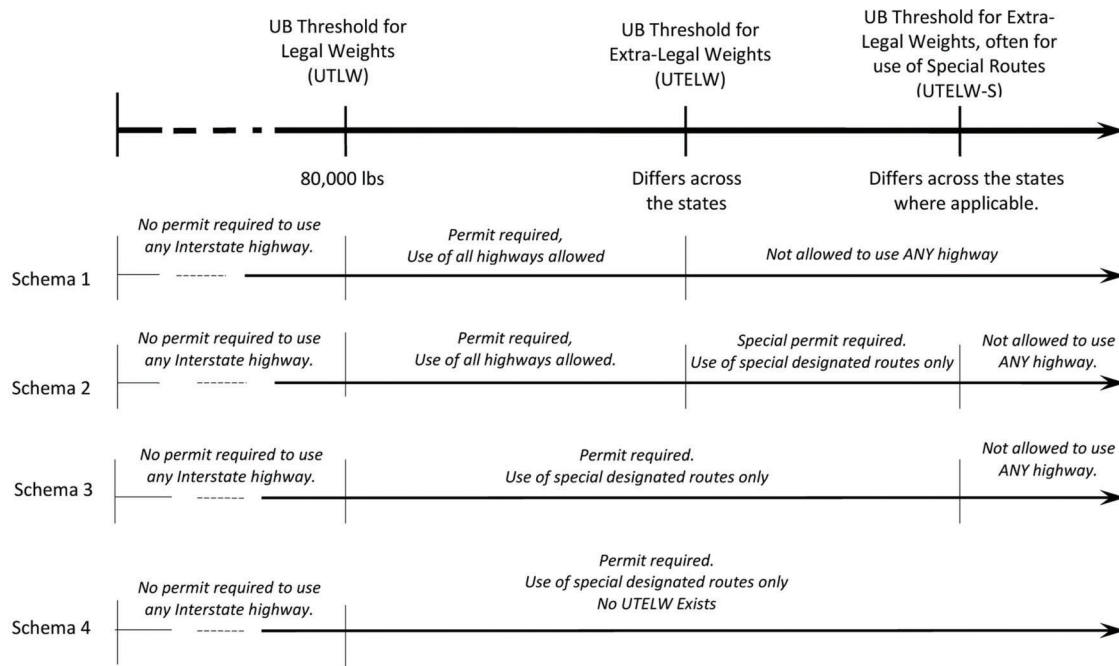 UB Threshold for
Legal Weights
(UTLW)
UB Threshold for
Extra-Legal Weights
(UTELW)
UB Threshold for Extra-
Legal Weights, often for
use of Special Routes
(UTELW-S)
80,000 lbs
Differs across
the states
Differs across the states
where applicable.
Schema 1
No permit required to use
any Interstate highway.
Permit required,
Use of all highways allowed
Not allowed to use ANY highway
Schema 2
No permit required to use
any Interstate highway.
Permit required,
Use of all highways allowed.
Special permit required.
Use of special designated routes only
Not allowed to use
ANY highway.
Schema 3
No permit required to use
any Interstate highway.
Permit required.
Use of special designated routes only
Not allowed to use
ANY highway.
Schema 4
No permit required to use
any Interstate highway.
Permit required.
Use of special designated routes only
No UTELW Exists